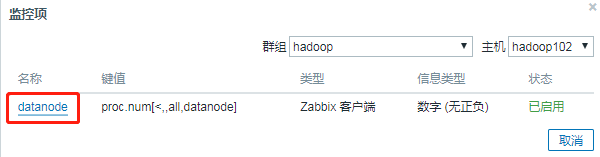 监控项
群组 hadoop 主机 hadoop102
名称 键值 类型 信息类型 状态
datanode proc.num[<,,all,datanode] Zabbix 客户端 数字 (无正负) 已启用
取消